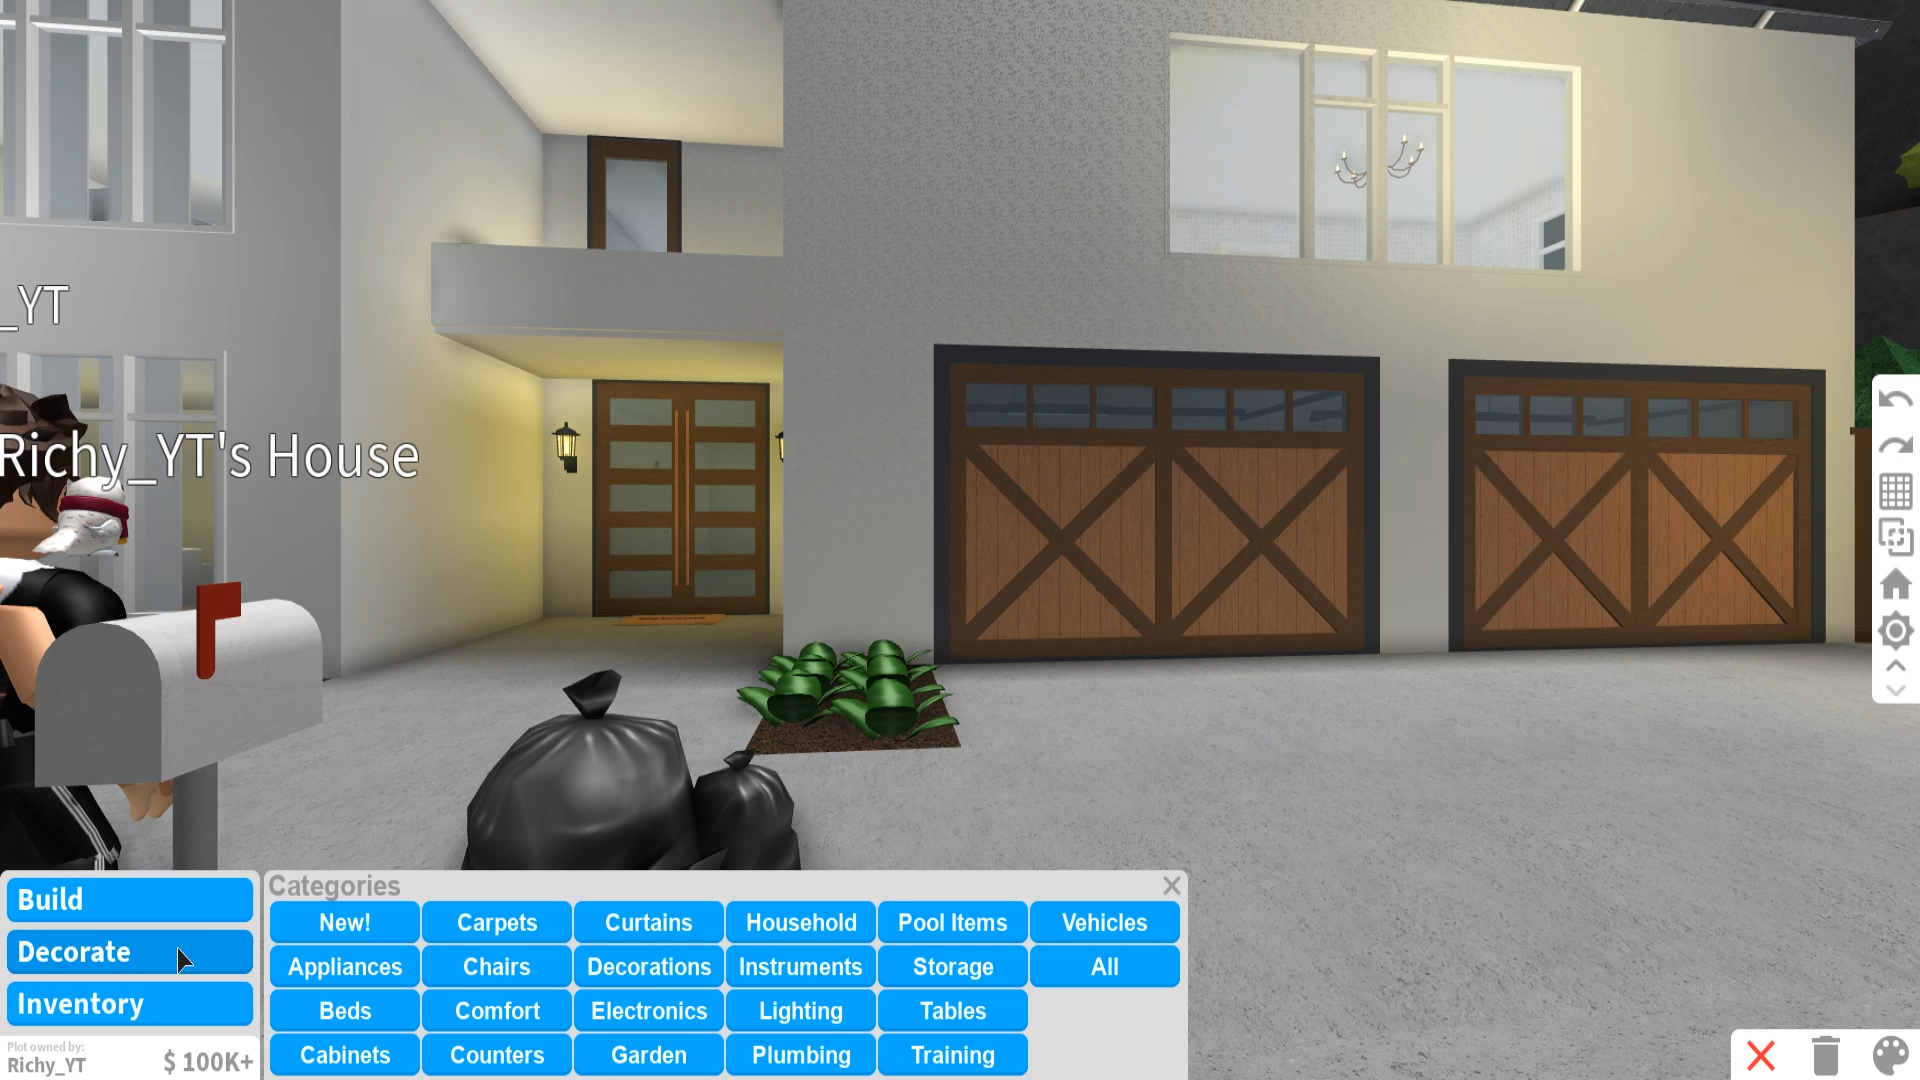 _YT
Richy_YT's House
Welcome
Build
Decorate
Inventory
Plot owned by:
Richy_YT
$ 100K+
Categories
New! Carpets Curtains Household Pool Items Vehicles
Appliances Chairs Decorations Instruments Storage All
Beds Comfort Electronics Lighting Tables
Cabinets Counters Garden Plumbing Training